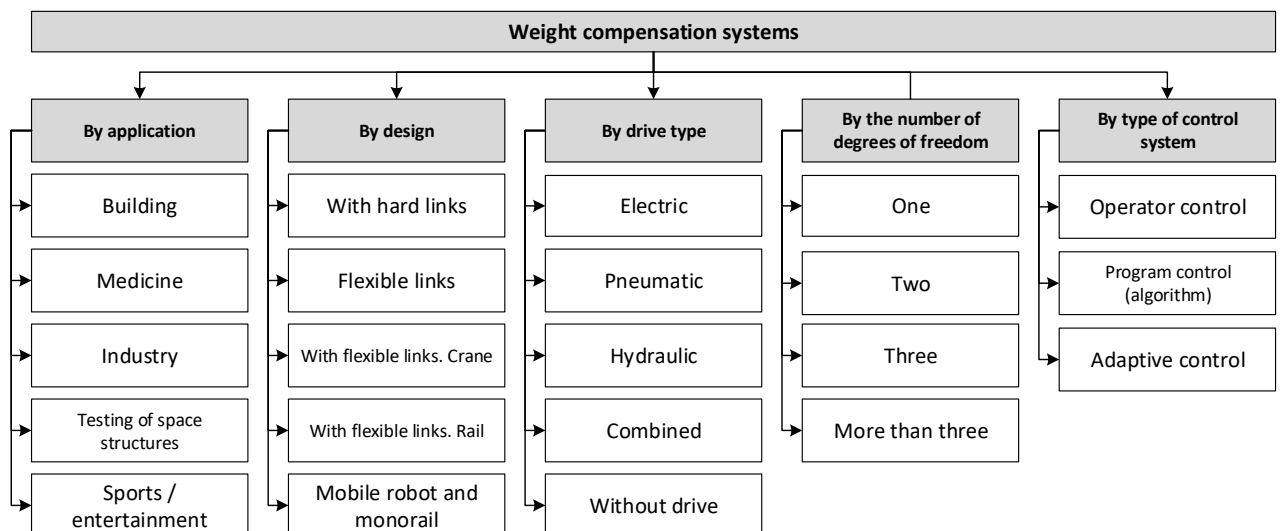 Weight compensation systems
By application
Building
Medicine
Industry
Testing of space
structures
Sports /
entertainment
By design
With hard links
Flexible links
With flexible links. Crane
With flexible links. Rail
Mobile robot and
monorail
By drive type
Electric
Pneumatic
Hydraulic
Combined
Without drive
By the number of
degrees of freedom
One
Two
Three
More than three
By type of control
system
Operator control
Program control
(algorithm)
Adaptive control